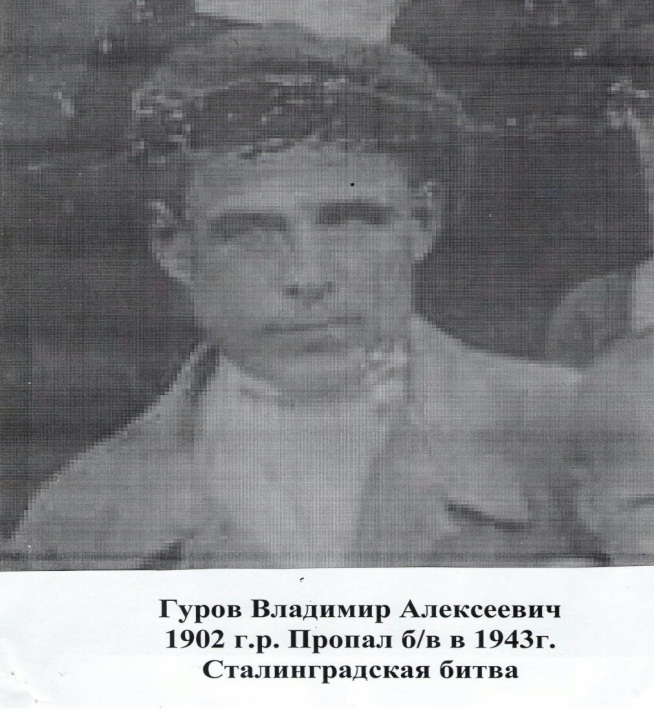 Гуров Владимир Алексеевич
1902 г.р. Пропал б/в в 1943г.
Сталинградская битва